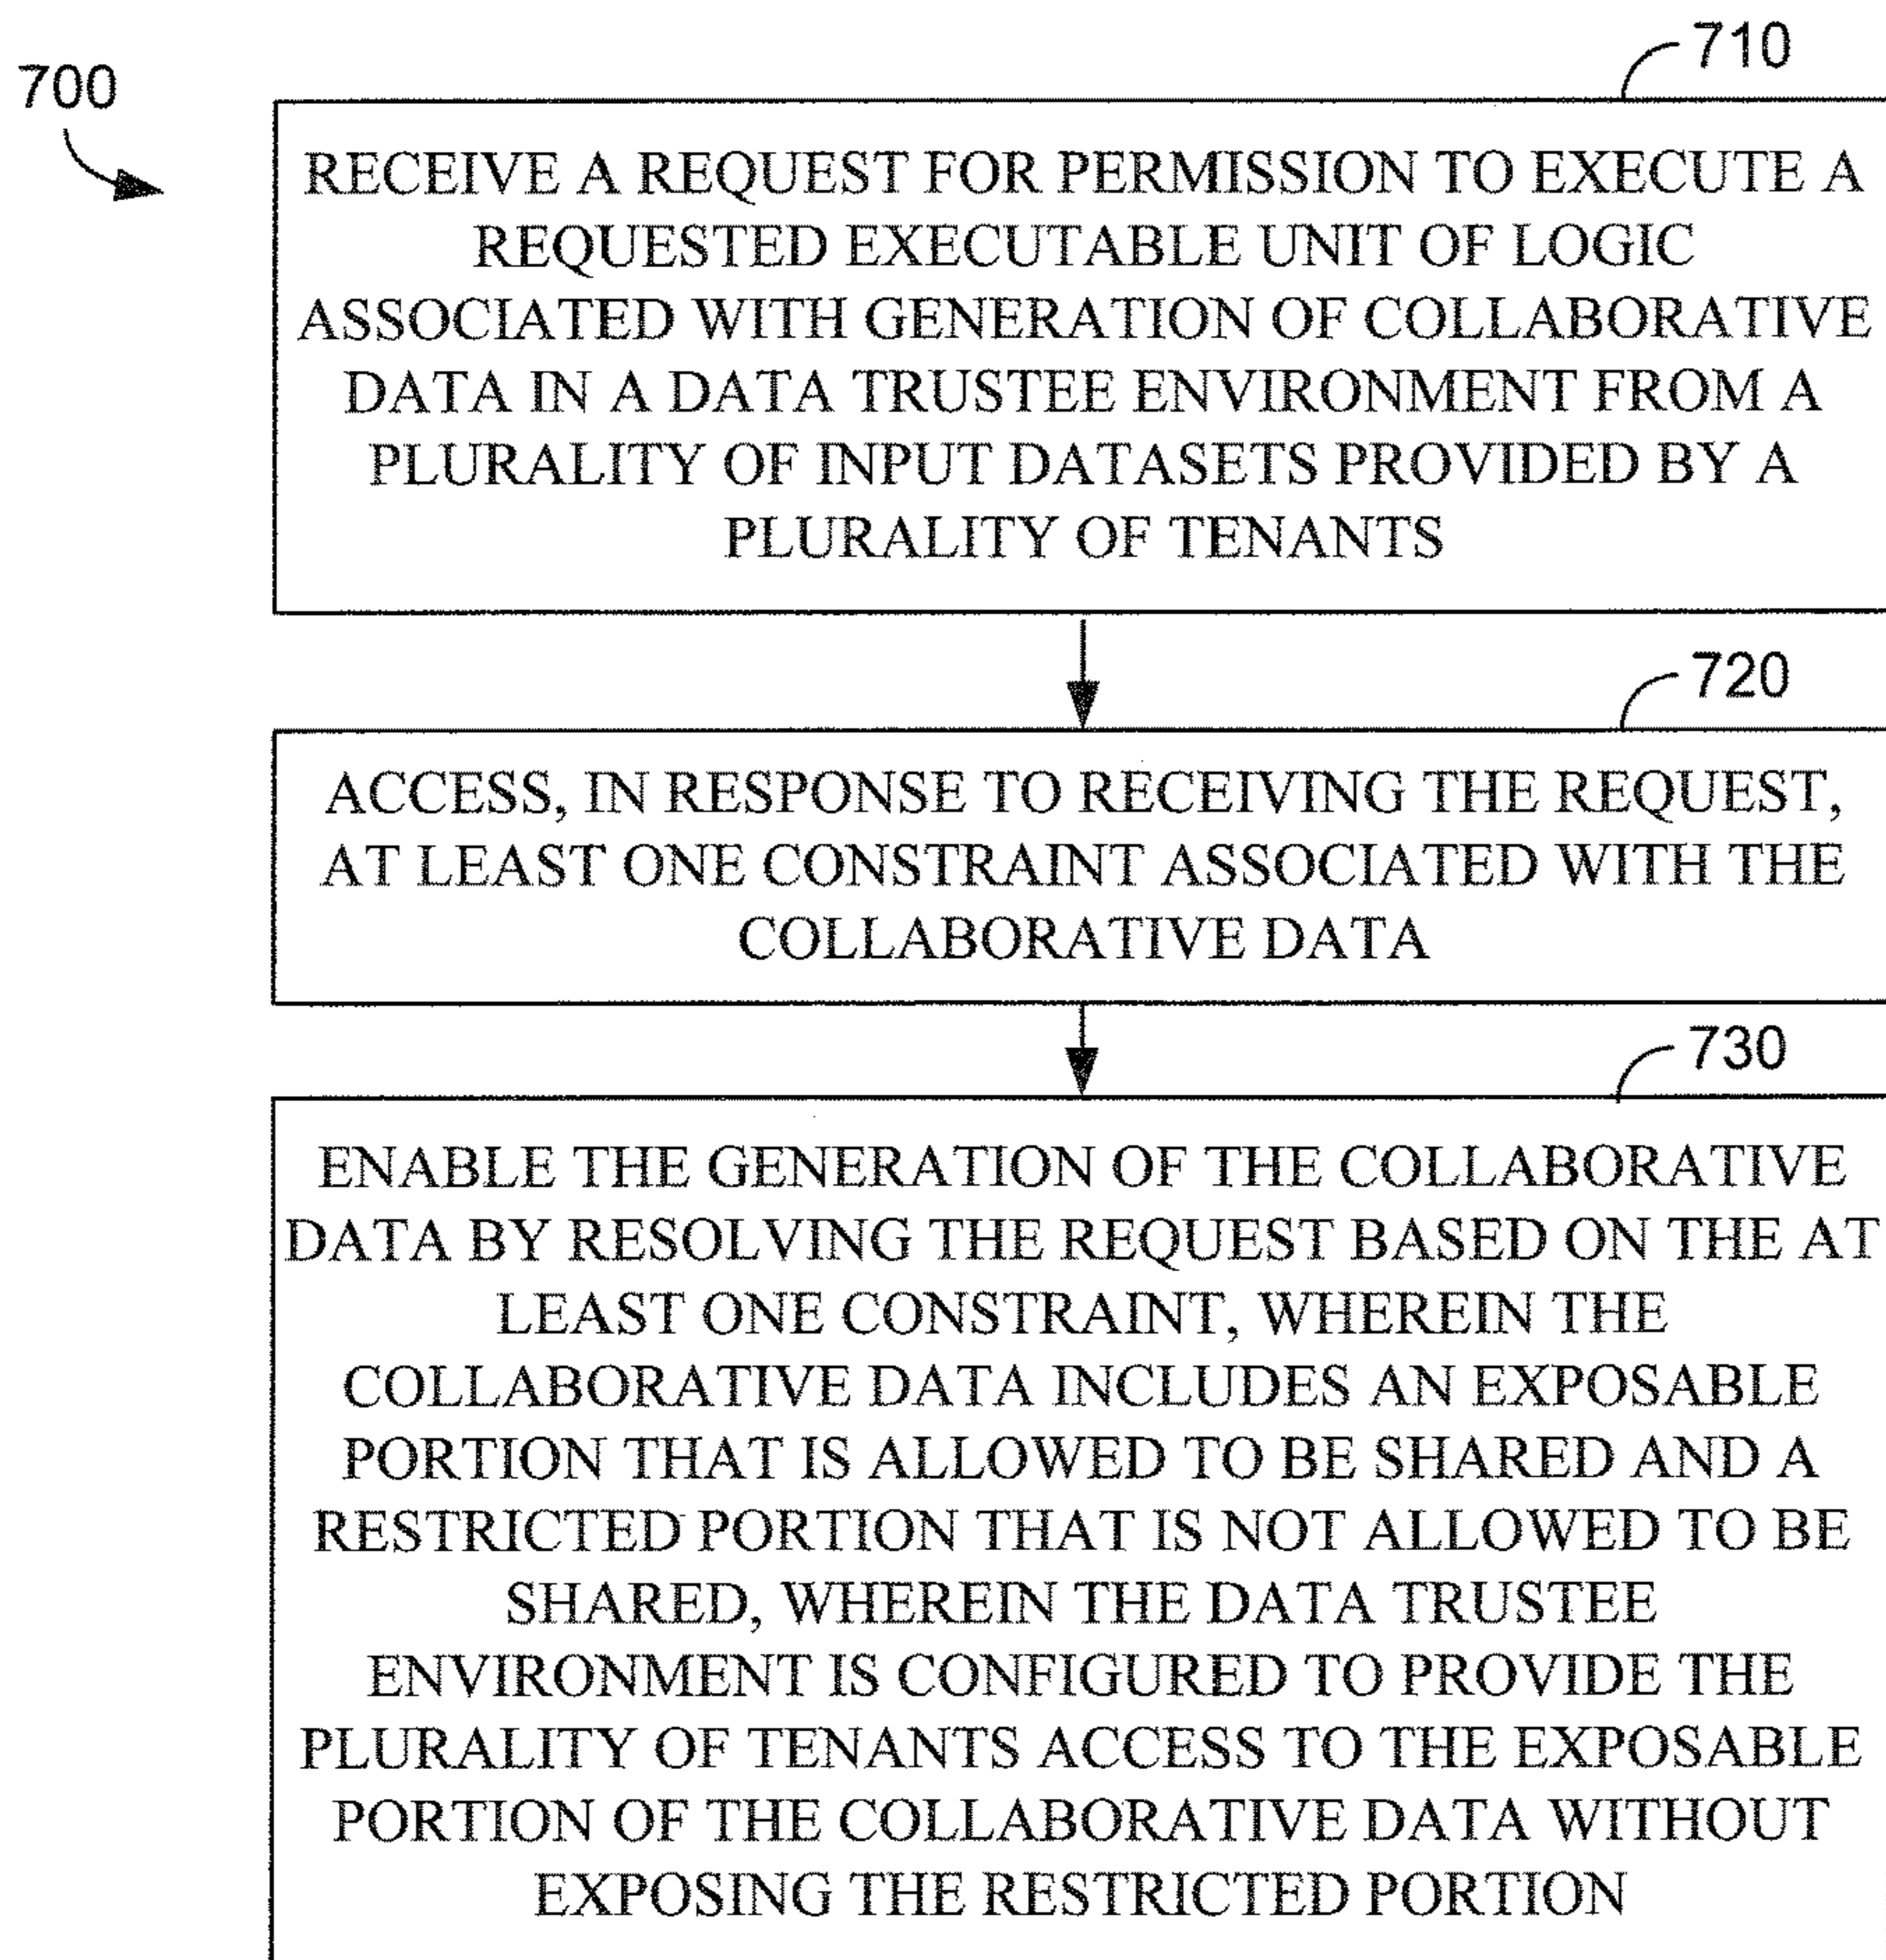 700
710
RECEIVE A REQUEST FOR PERMISSION TO EXECUTE A
REQUESTED EXECUTABLE UNIT OF LOGIC
ASSOCIATED WITH GENERATION OF COLLABORATIVE
DATA IN A DATA TRUSTEE ENVIRONMENT FROM A
PLURALITY OF INPUT DATASETS PROVIDED BY A
PLURALITY OF TENANTS
720
ACCESS, IN RESPONSE TO RECEIVING THE REQUEST,
AT LEAST ONE CONSTRAINT ASSOCIATED WITH THE
COLLABORATIVE DATA
730
ENABLE THE GENERATION OF THE COLLABORATIVE
DATA BY RESOLVING THE REQUEST BASED ON THE AT
LEAST ONE CONSTRAINT, WHEREIN THE
COLLABORATIVE DATA INCLUDES AN EXPOSABLE
PORTION THAT IS ALLOWED TO BE SHARED AND A
RESTRICTED PORTION THAT IS NOT ALLOWED TO BE
SHARED, WHEREIN THE DATA TRUSTEE
ENVIRONMENT IS CONFIGURED TO PROVIDE THE
PLURALITY OF TENANTS ACCESS TO THE EXPOSABLE
PORTION OF THE COLLABORATIVE DATA WITHOUT
EXPOSING THE RESTRICTED PORTION